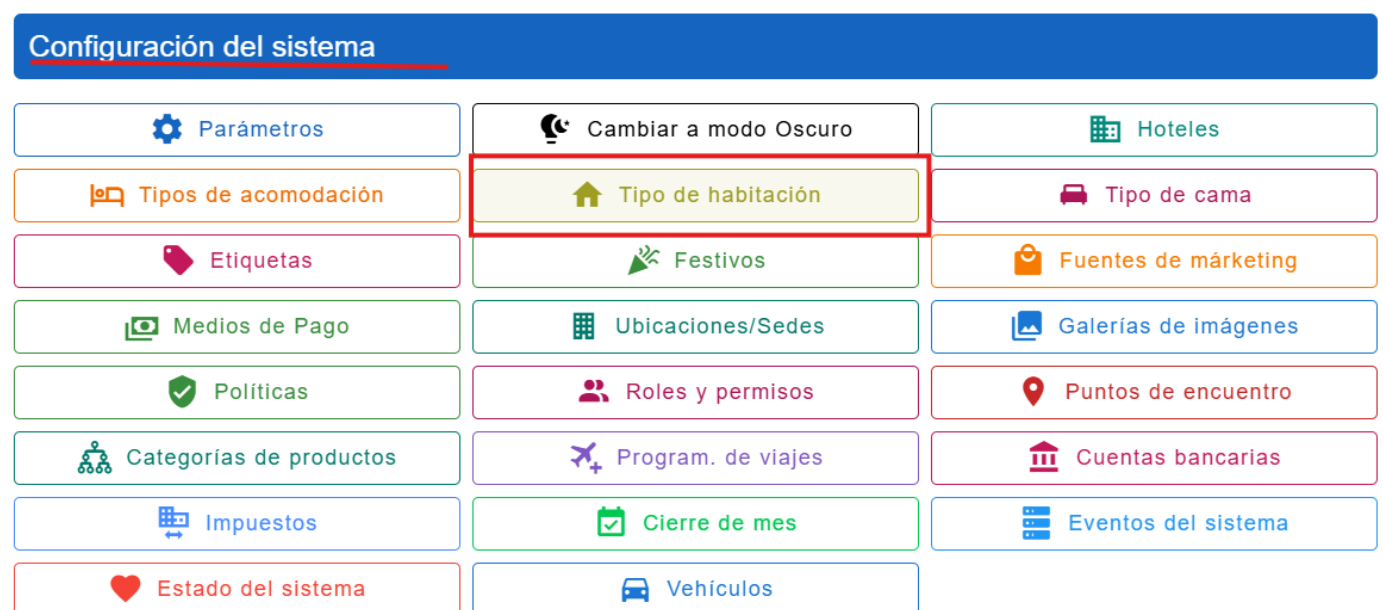 Configuración del sistema
Parámetros
Cambiar a modo Oscuro
Hoteles
Tipos de acomodación
Tipo de habitación
Tipo de cama
Etiquetas
Festivos
Fuentes de márketing
Medios de Pago
Ubicaciones/Sedes
Galerías de imágenes
Políticas
Roles y permisos
Puntos de encuentro
Categorías de productos
Program. de viajes
Cuentas bancarias
Impuestos
Cierre de mes
Eventos del sistema
Estado del sistema
Vehículos